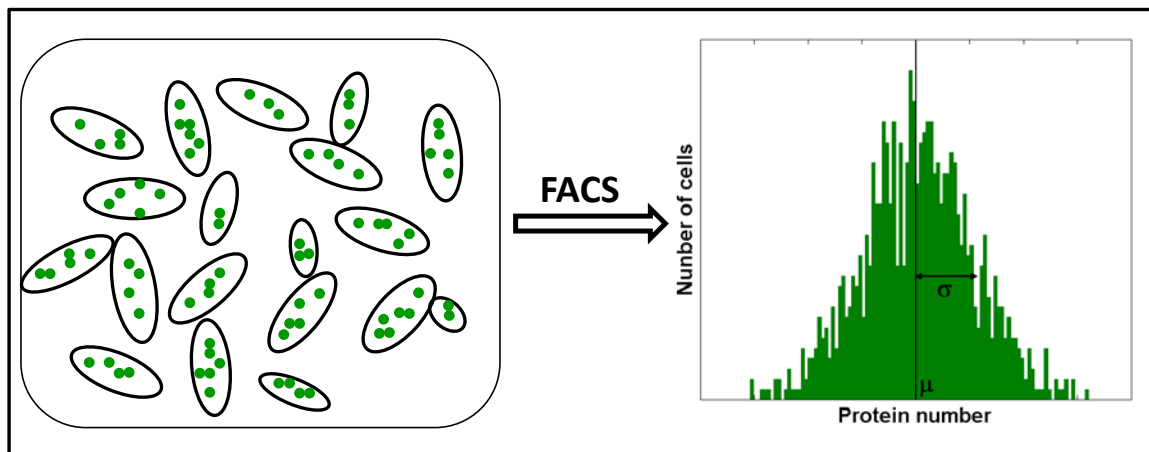 FACS
Nunber of cells
σ
μ
Protein number